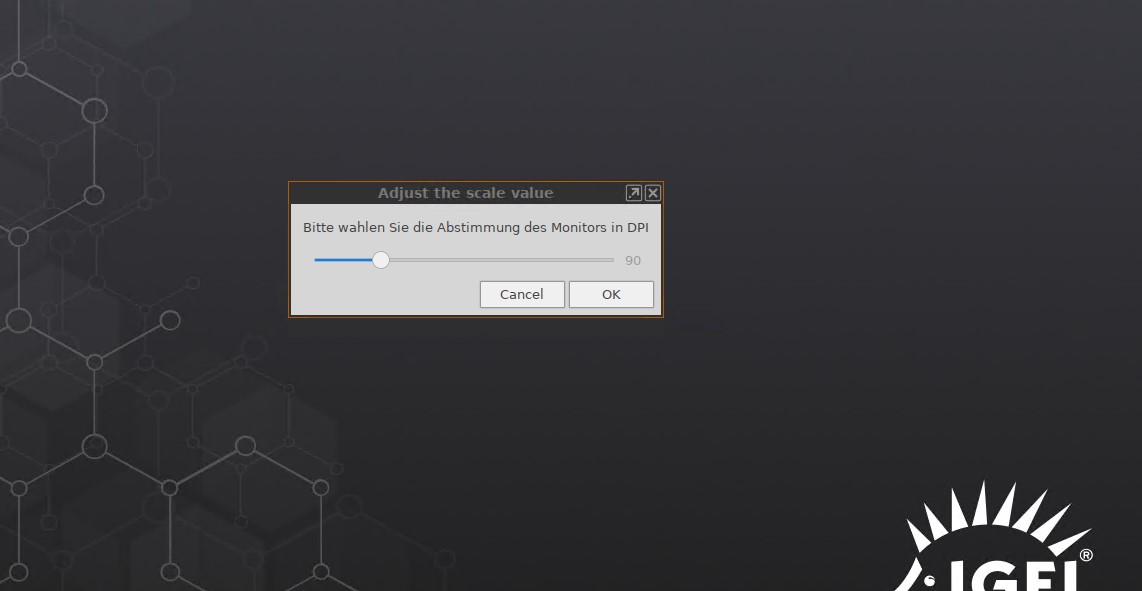 Adjust the scale value
Bitte wahlen Sie die Abstimmung des Monitors in DPI
90
Cancel
OK
IGEL
®